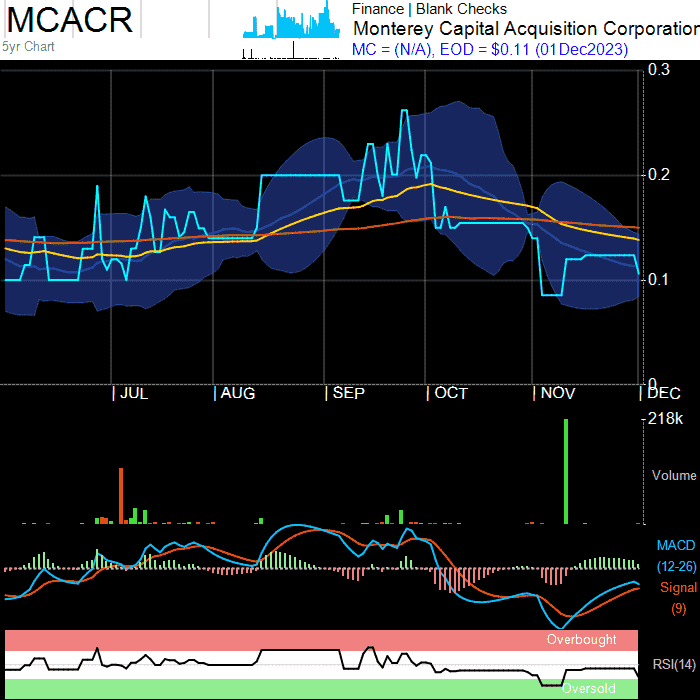 MCACR
5yr Chart
Finance | Blank Checks
Monterey Capital Acquisition Corporation
MC = (N/A), EOD = $0.11 (01Dec2023)
0.3
0.2
0.1
0
JUL
AUG
SEP
OCT
NOV
DEC
218k
Volume
MACD
(12-26)
Signal
(9)
Overbought
RSI(14)
Oversold